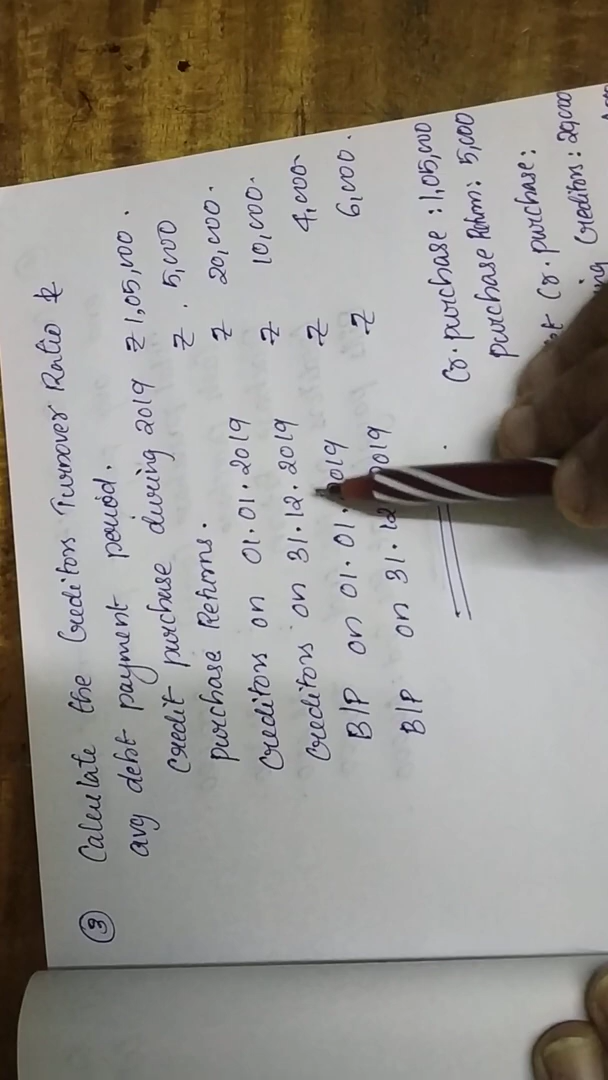 ③ Calculate the Creditors Turnover Ratio &
avg debt payment period.
Credit purchase during 2019 ₹ 1,05,000.
Purchase Returns. ₹. 5,000
Creditors on 01.01.2019 ₹ 20,000.
Creditors on 31.12.2019 ₹ 10,000.
B/P on 01.01. 2019 ₹ 4,000
B/P on 31.12 2019 ₹ 6,000.
Cr. purchase : 1,05,000
Purchase Return: 5,000
Cr. purchase:
Creditors: 20,000